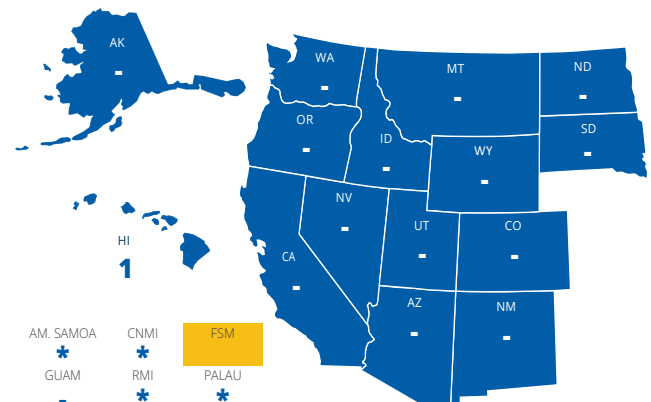 AK
-
WA
-
MT
-
ND
-
OR
-
ID
-
WY
-
SD
-
HI
1
NV
-
UT
-
CO
-
CA
-
AZ
-
NM
-
AM. SAMOA
*
CNMI
*
FSM
GUAM
-
RMI
*
PALAU
*